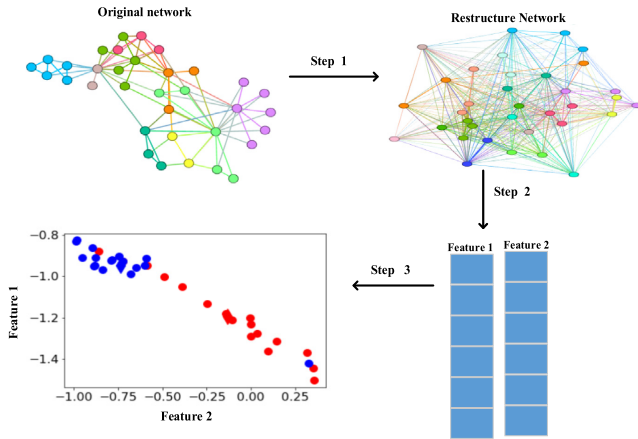 Original network
Restructure Network
Step 1
Step 2
Feature 1
Feature 2
Step 3
−0.8
−1.0
−1.2
−1.4
Feature 1
−1.00
−0.75
−0.50
−0.25
0.00
0.25
Feature 2